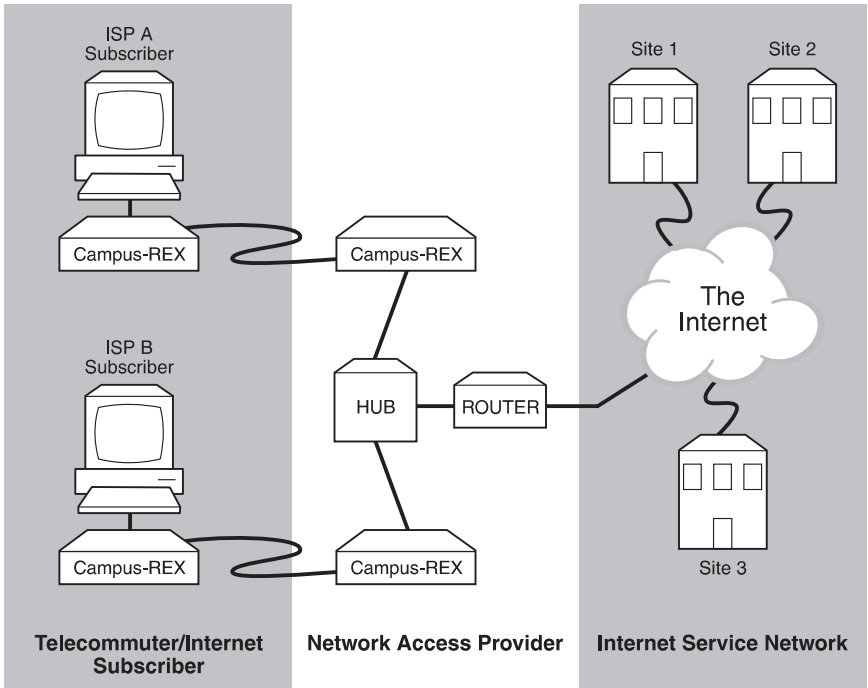 ISP A
Subscriber
Campus-REX
Campus-REX
ISP B
Subscriber
Campus-REX
Campus-REX
HUB
ROUTER
Site 1
Site 2
The
Internet
Site 3
Telecommuter/Internet
Subscriber
Network Access Provider
Internet Service Network